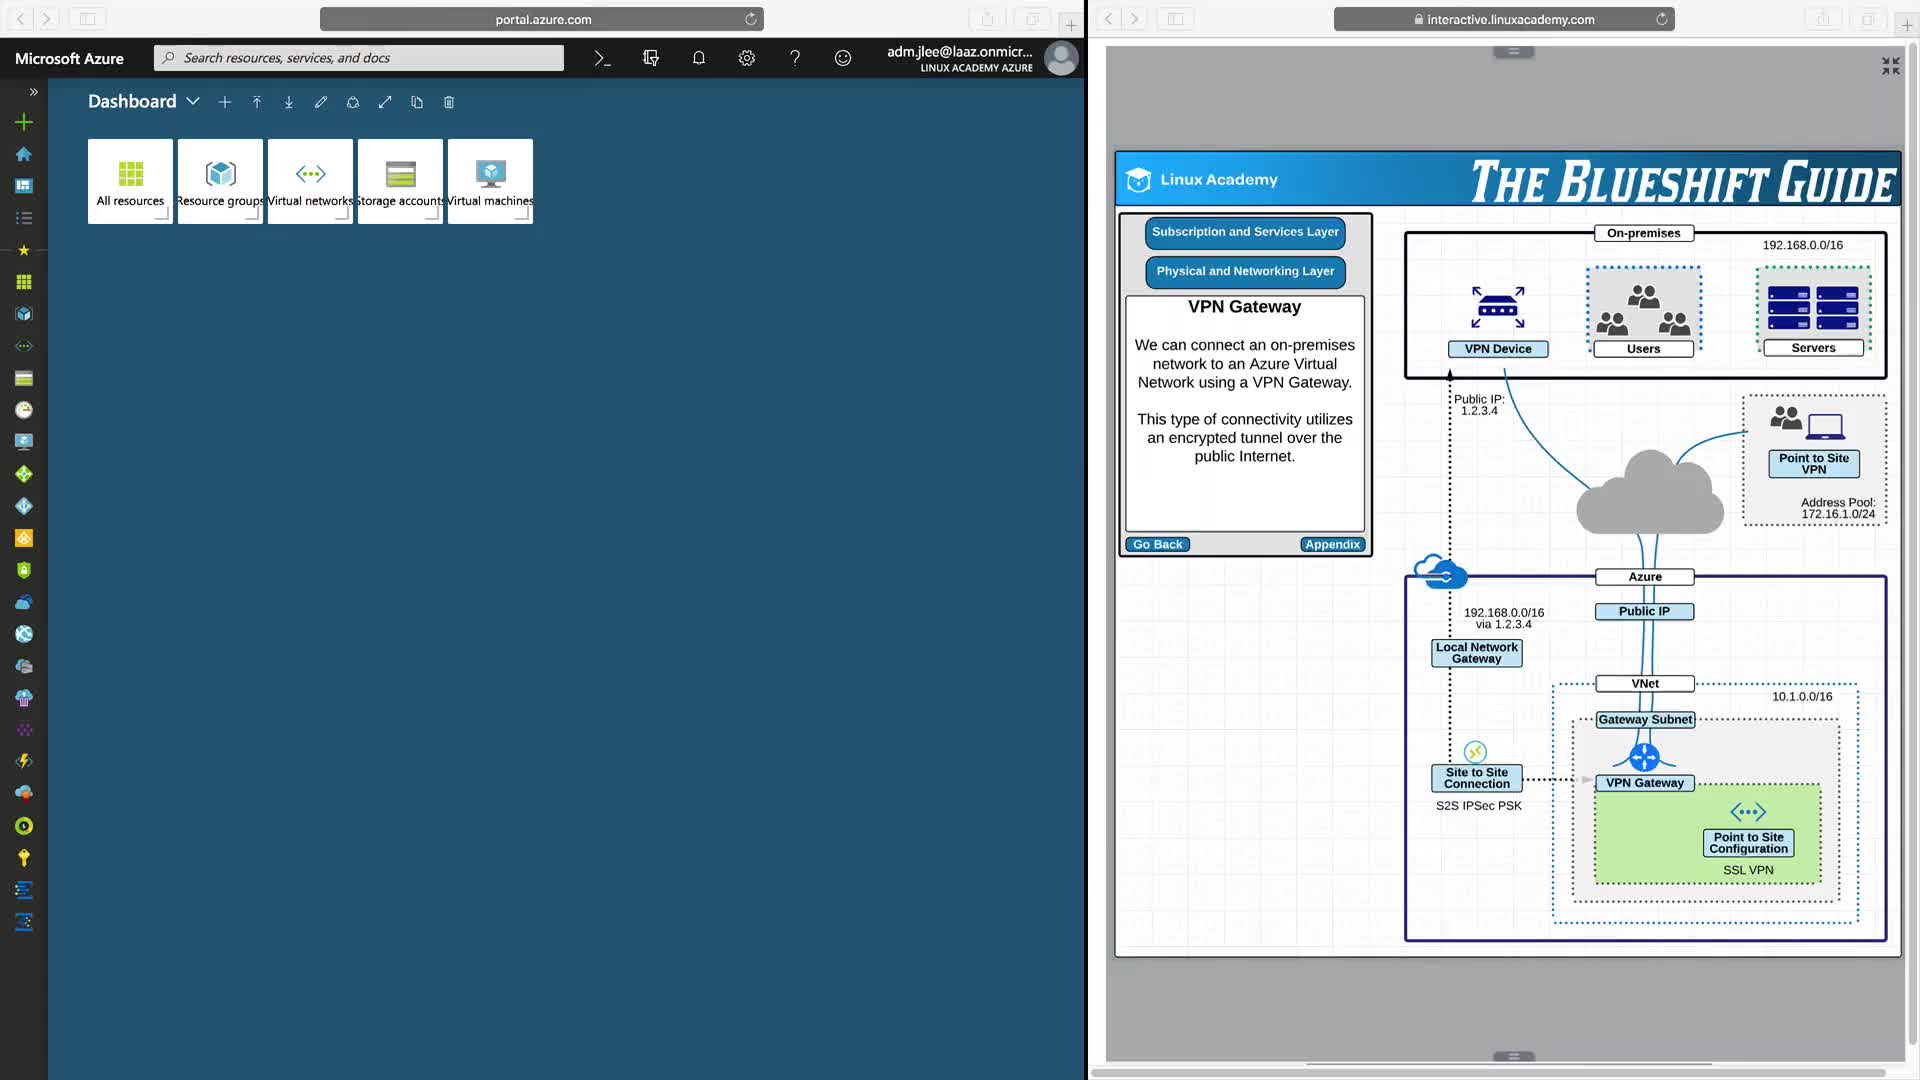 portal.azure.com
Microsoft Azure
Search resources, services, and docs
adm.jlee@laaz.onmicr...
LINUX ACADEMY AZURE
Dashboard
All resources
Resource groups
Virtual networks
Storage accounts
Virtual machines
interactive.linuxacademy.com
Linux Academy
THE BLUESHIFT GUIDE
Subscription and Services Layer
Physical and Networking Layer
VPN Gateway
We can connect an on-premises
network to an Azure Virtual
Network using a VPN Gateway.
This type of connectivity utilizes
an encrypted tunnel over the
public Internet.
Go Back
Appendix
On-premises
192.168.0.0/16
VPN Device
Users
Servers
Public IP:
1.2.3.4
Point to Site
VPN
Address Pool:
172.16.1.0/24
Azure
Public IP
192.168.0.0/16
via 1.2.3.4
Local Network
Gateway
VNet
10.1.0.0/16
Gateway Subnet
Site to Site
Connection
S2S IPSec PSK
VPN Gateway
Point to Site
Configuration
SSL VPN